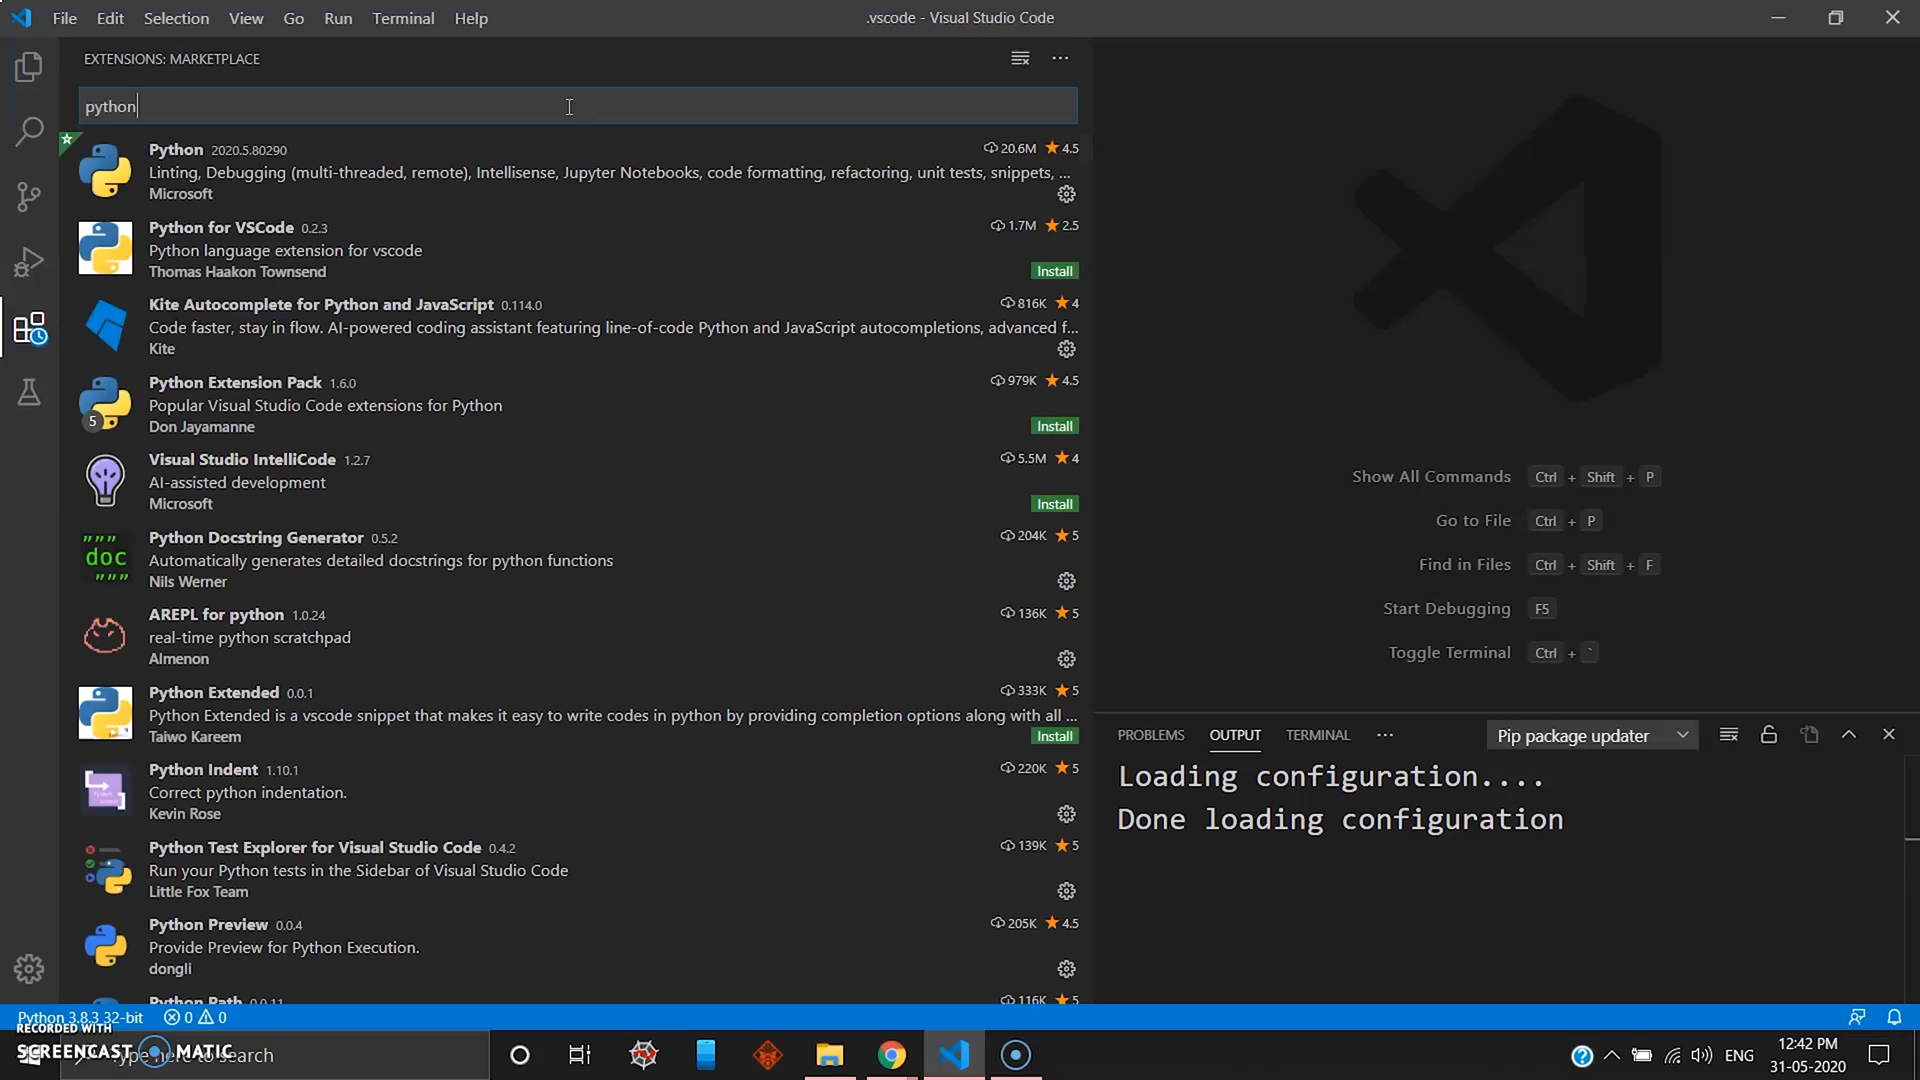 File Edit Selection View Go Run Terminal Help
.vscode - Visual Studio Code
EXTENSIONS: MARKETPLACE
python
Python 2020.5.80290 20.6M 4.5
Linting, Debugging (multi-threaded, remote), Intellisense, Jupyter Notebooks, code formatting, refactoring, unit tests, snippets, ...
Microsoft
Python for VSCode 0.2.3 1.7M 2.5
Python language extension for vscode
Thomas Haakon Townsend Install
Kite Autocomplete for Python and JavaScript 0.114.0 816K 4
Code faster, stay in flow. AI-powered coding assistant featuring line-of-code Python and JavaScript autocompletions, advanced f...
Kite
Python Extension Pack 1.6.0 979K 4.5
Popular Visual Studio Code extensions for Python
5
Don Jayamanne Install
Visual Studio IntelliCode 1.2.7 5.5M 4
AI-assisted development
Microsoft Install
Python Docstring Generator 0.5.2 204K 5
""" doc """
Automatically generates detailed docstrings for python functions
Nils Werner
AREPL for python 1.0.24 136K 5
real-time python scratchpad
Almenon
Python Extended 0.0.1 333K 5
Python Extended is a vscode snippet that makes it easy to write codes in python by providing completion options along with all ...
Taiwo Kareem Install
Python Indent 1.10.1 220K 5
Correct python indentation.
Kevin Rose
Python Test Explorer for Visual Studio Code 0.4.2 139K 5
Run your Python tests in the Sidebar of Visual Studio Code
Little Fox Team
Python Preview 0.0.4 205K 4.5
Provide Preview for Python Execution.
dongli
Python Path 0.0.11 116K 5
Show All Commands Ctrl + Shift + P
Go to File Ctrl + P
Find in Files Ctrl + Shift + F
Start Debugging F5
Toggle Terminal Ctrl + `
PROBLEMS OUTPUT TERMINAL ... Pip package updater
Loading configuration....
Done loading configuration
Python 3.8.3 32-bit 0 0
RECORDED WITH
SCREENCAST MATIC
Type here to search
ENG
12:42 PM
31-05-2020